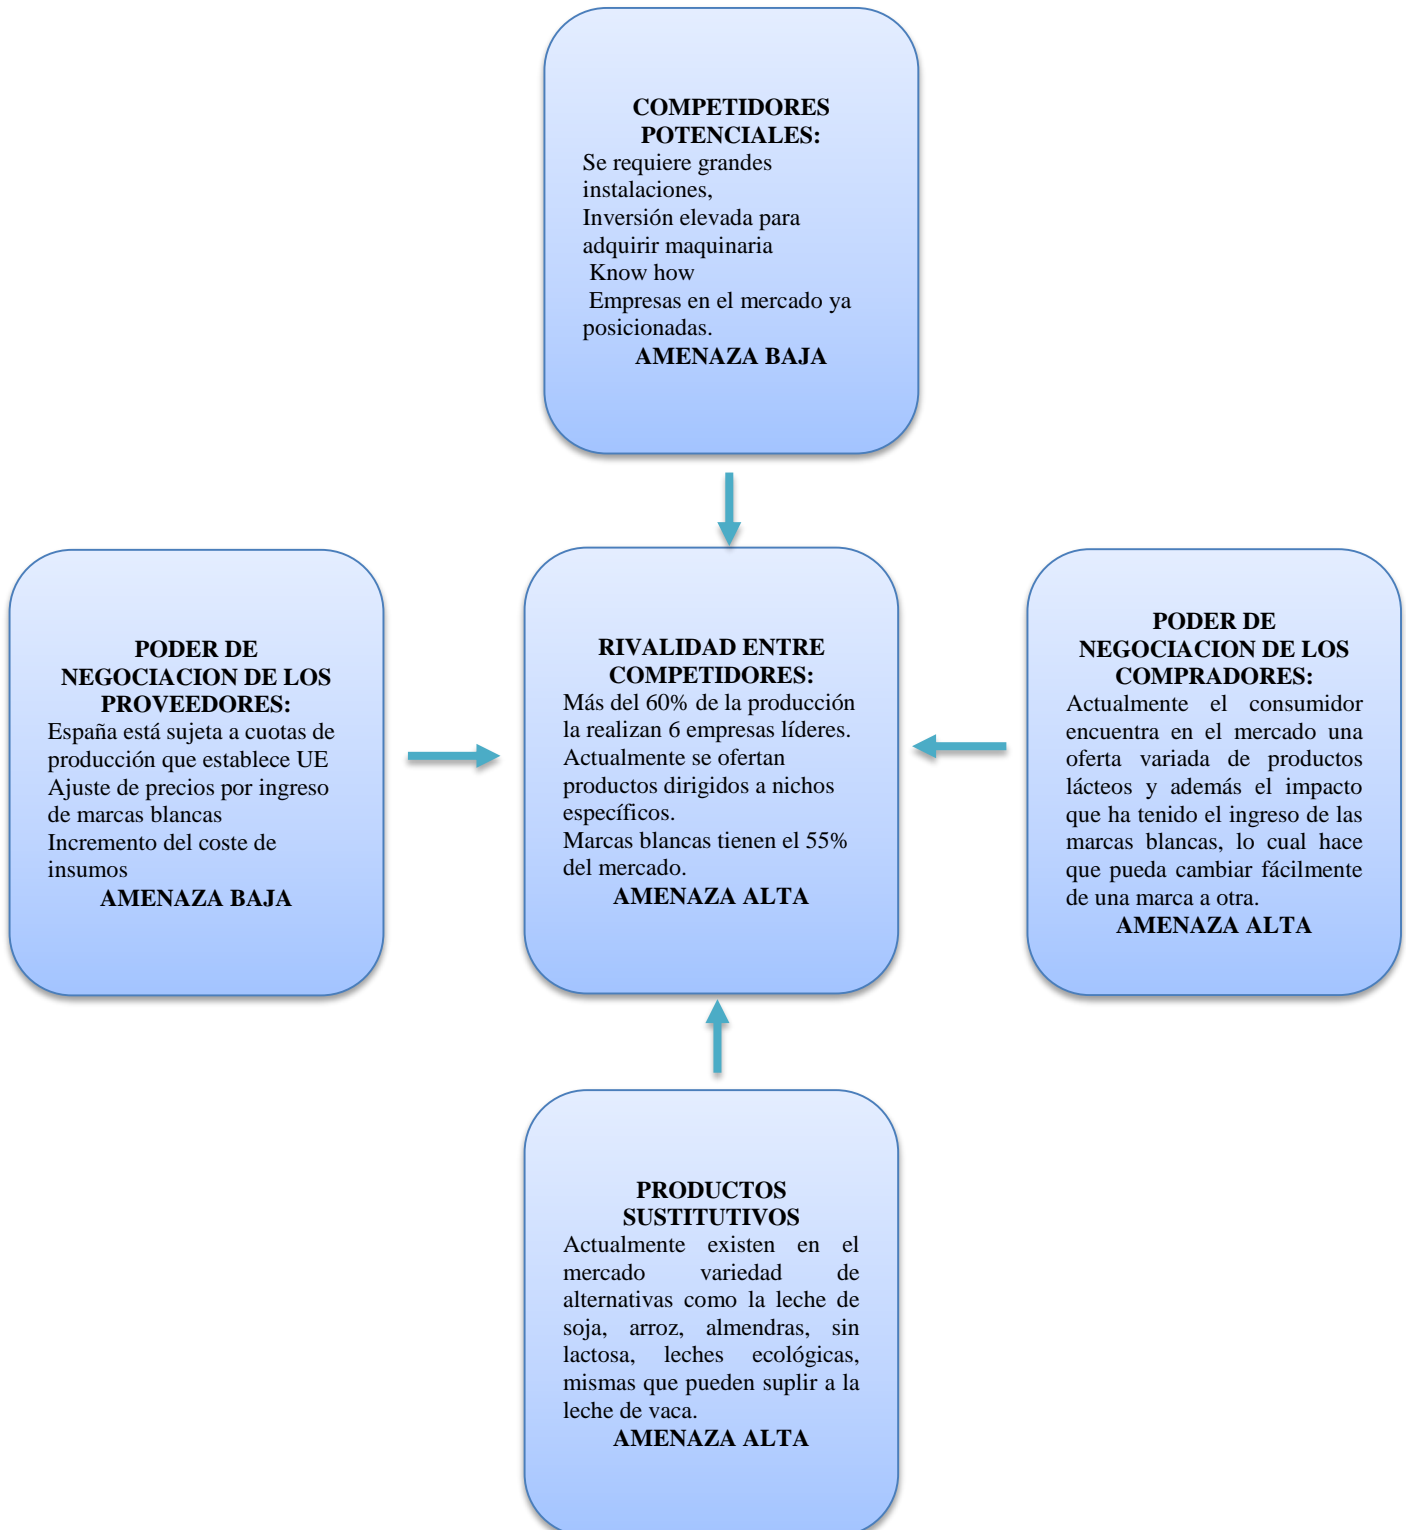 COMPETIDORES
POTENCIALES:
Se requiere grandes
instalaciones,
Inversión elevada para
adquirir maquinaria
Know how
Empresas en el mercado ya
posicionadas.
AMENAZA BAJA
PODER DE
NEGOCIACION DE LOS
PROVEEDORES:
España está sujeta a cuotas de
producción que establece UE
Ajuste de precios por ingreso
de marcas blancas
Incremento del coste de
insumos
AMENAZA BAJA
RIVALIDAD ENTRE
COMPETIDORES:
Más del 60% de la producción
la realizan 6 empresas líderes.
Actualmente se ofertan
productos dirigidos a nichos
específicos.
Marcas blancas tienen el 55%
del mercado.
AMENAZA ALTA
PODER DE
NEGOCIACION DE LOS
COMPRADORES:
Actualmente el consumidor
encuentra en el mercado una
oferta variada de productos
lácteos y además el impacto
que ha tenido el ingreso de las
marcas blancas, lo cual hace
que pueda cambiar fácilmente
de una marca a otra.
AMENAZA ALTA
PRODUCTOS
SUSTITUTIVOS
Actualmente existen en el
mercado variedad de
alternativas como la leche de
soja, arroz, almendras, sin
lactosa, leches ecológicas,
mismas que pueden suplir a la
leche de vaca.
AMENAZA ALTA